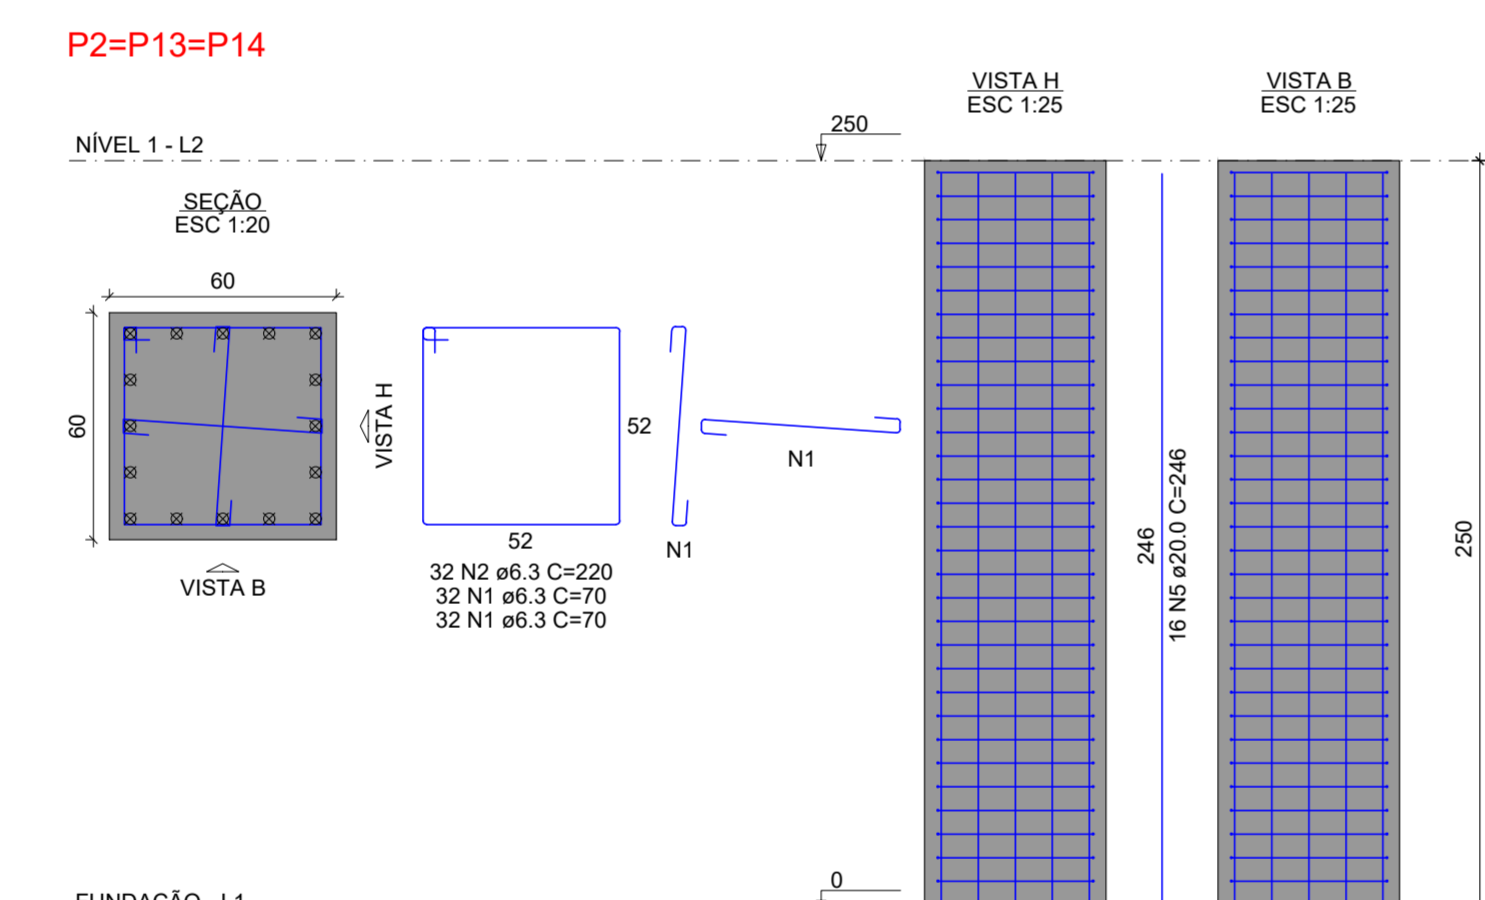 P2=P13=P14
VISTA H
ESC 1:25
VISTA B
ESC 1:25
250
NÍVEL 1 - L2
SEÇÃO
ESC 1:20
60
60
VISTA H
VISTA B
52
52
N1
N1
32 N2 ø6.3 C=220
32 N1 ø6.3 C=70
32 N1 ø6.3 C=70
246
16 N5 ø20.0 C=246
250
0
FUNDAÇÃO - L1